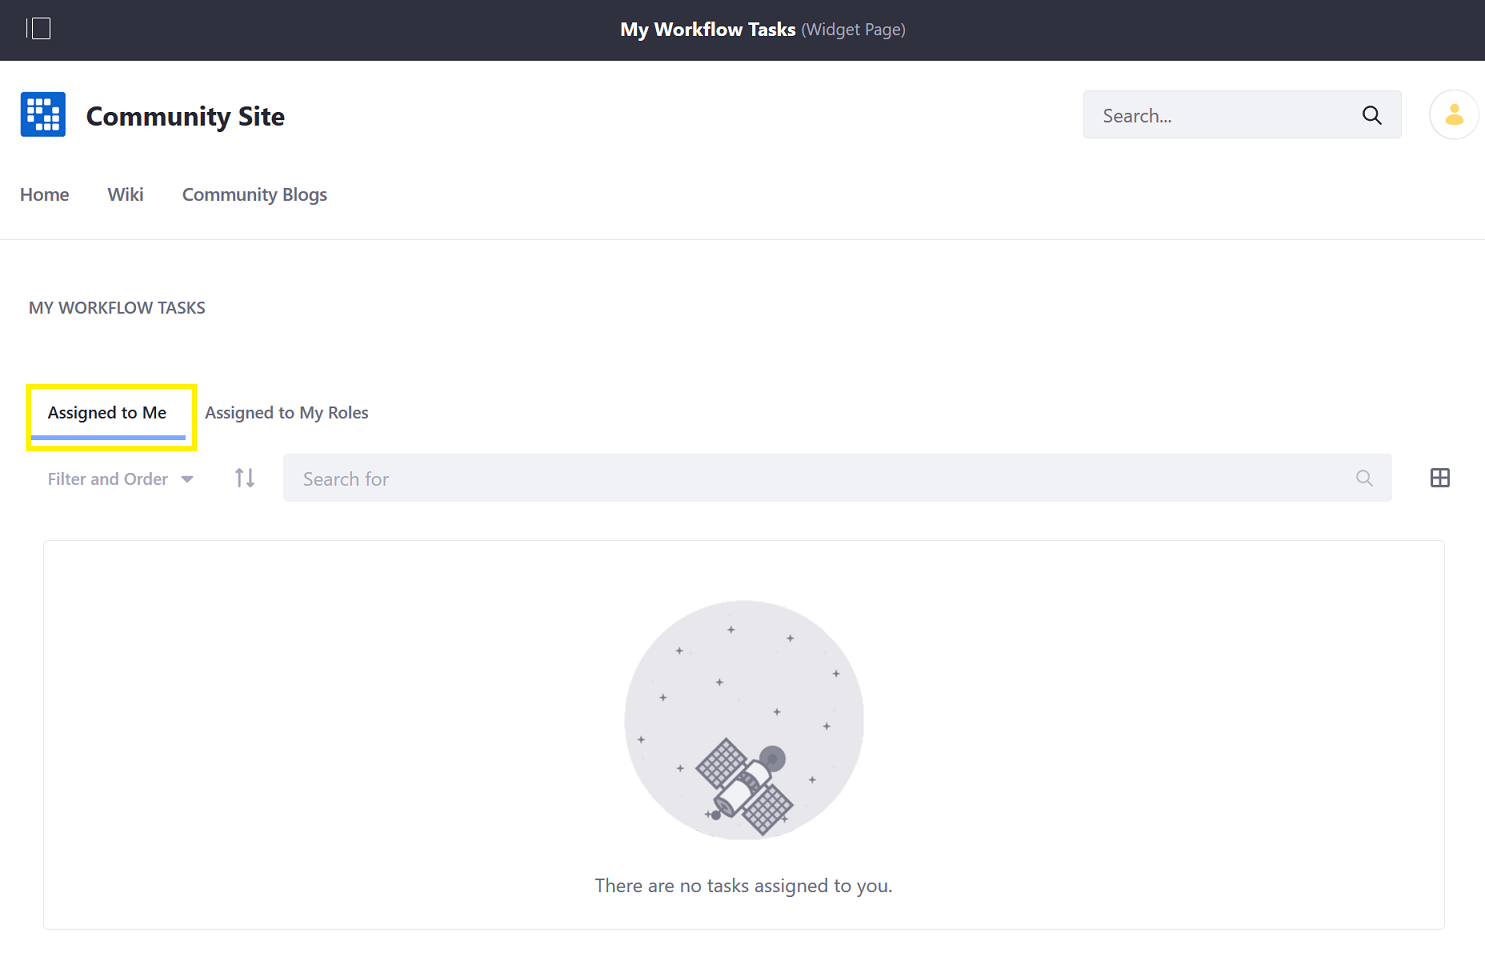 My Workflow Tasks (Widget Page)
Community Site
Search...
Home Wiki Community Blogs
MY WORKFLOW TASKS
Assigned to Me Assigned to My Roles
Filter and Order Search for
There are no tasks assigned to you.